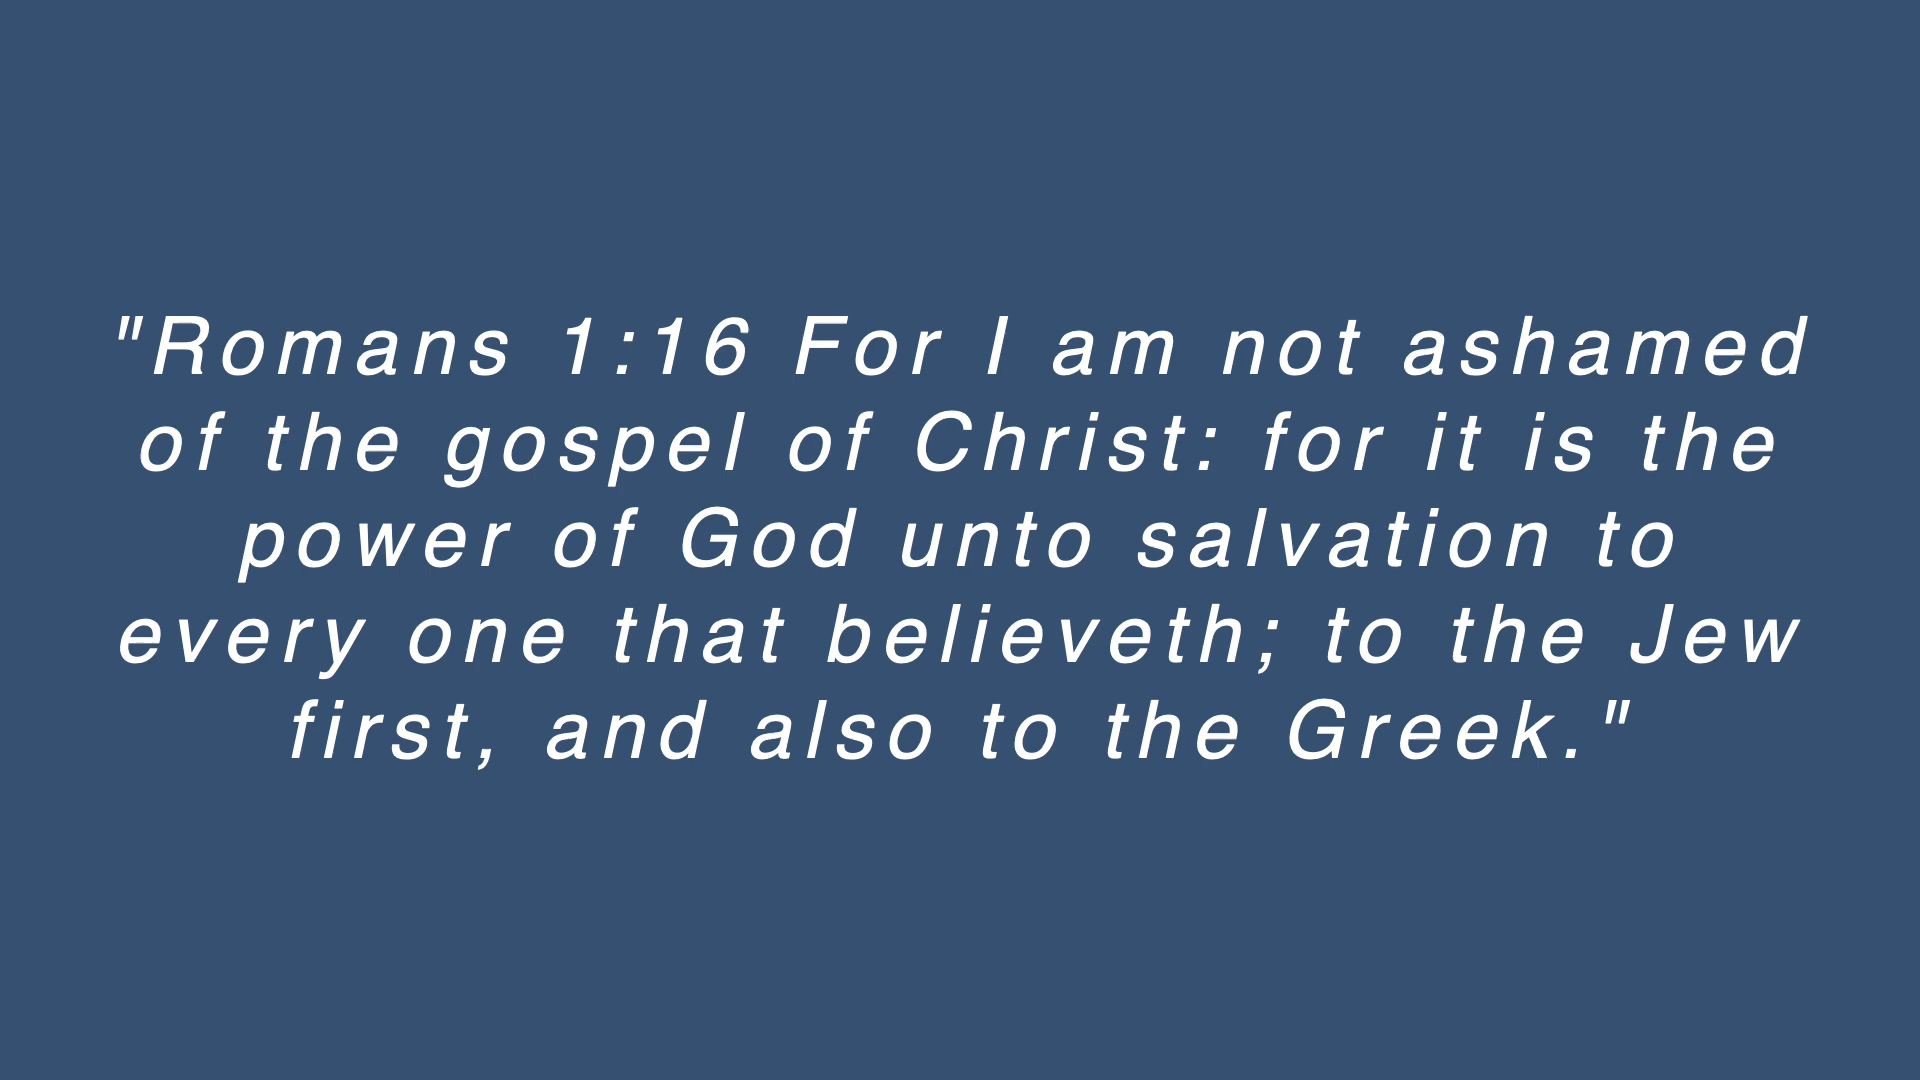 "Romans 1:16 For I am not ashamed
of the gospel of Christ: for it is the
power of God unto salvation to
every one that believeth; to the Jew
first, and also to the Greek."